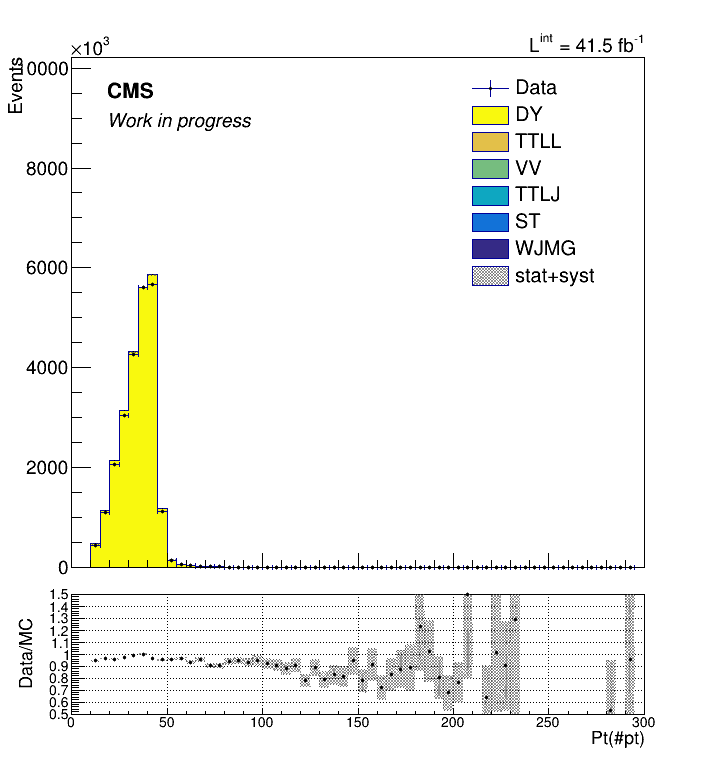 ×10³
L^int = 41.5 fb⁻¹
Events
10000
8000
6000
4000
2000
0
CMS
Work in progress
Data
DY
TTLL
VV
TTLJ
ST
WJMG
stat+syst
Data/MC
1.5
1.4
1.3
1.2
1.1
1
0.9
0.8
0.7
0.6
0.5
0 50 100 150 200 250 300
Pt(#pt)